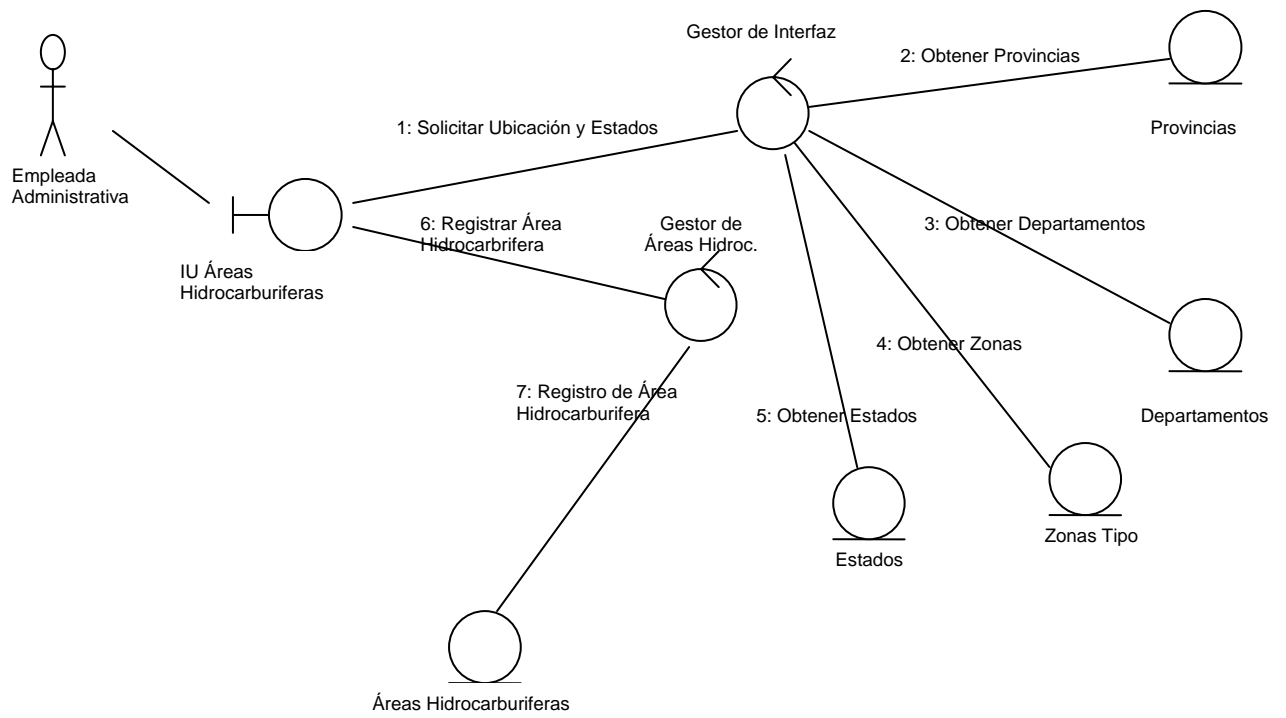 Gestor de Interfaz
2: Obtener Provincias
Provincias
1: Solicitar Ubicación y Estados
Empleada
Administrativa
6: Registrar Área
Hidrocarbrifera
Gestor de
Áreas Hidroc.
3: Obtener Departamentos
IU Áreas
Hidrocarburiferas
4: Obtener Zonas
7: Registro de Área
Hidrocarburifera
5: Obtener Estados
Departamentos
Zonas Tipo
Estados
Áreas Hidrocarburiferas